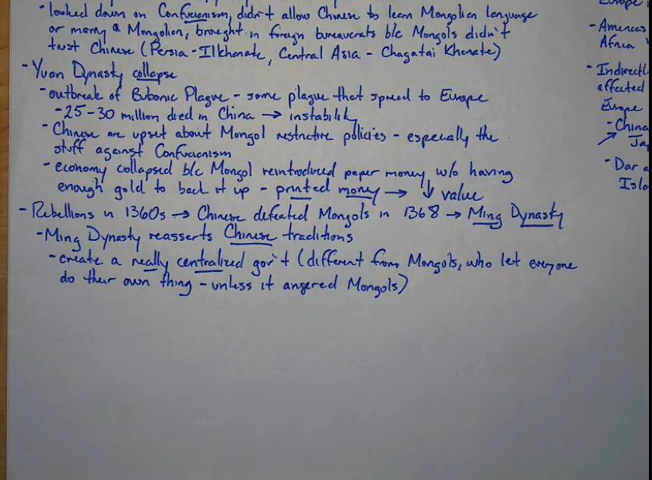 - looked down on Confucianism, didn't allow Chinese to learn Mongolian language
or marry a Mongolian, brought in foreign bureaucrats b/c Mongols didn't
trust Chinese (Persia - Ilkhanate, Central Asia - Chagatai Khanate)
- Yuan Dynasty collapse
- outbreak of Bubonic Plague - same plague that spread to Europe
- 25-30 million died in China → instability
- Chinese are upset about Mongol restrictive policies - especially the
stuff against Confucianism
- economy collapsed b/c Mongol reintroduced paper money, w/o having
enough gold to back it up - printed money → ↓ value
- Rebellions in 1360s → Chinese defeated Mongols in 1368 → Ming Dynasty
- Ming Dynasty reasserts Chinese traditions
- create a really centralized gov't (different from Mongols, who let everyone
do their own thing - unless it angered Mongols)
Europe
- Americas
Africa
- Indirectly
affected
Europe
- China
Ja
- Dar a
Isla